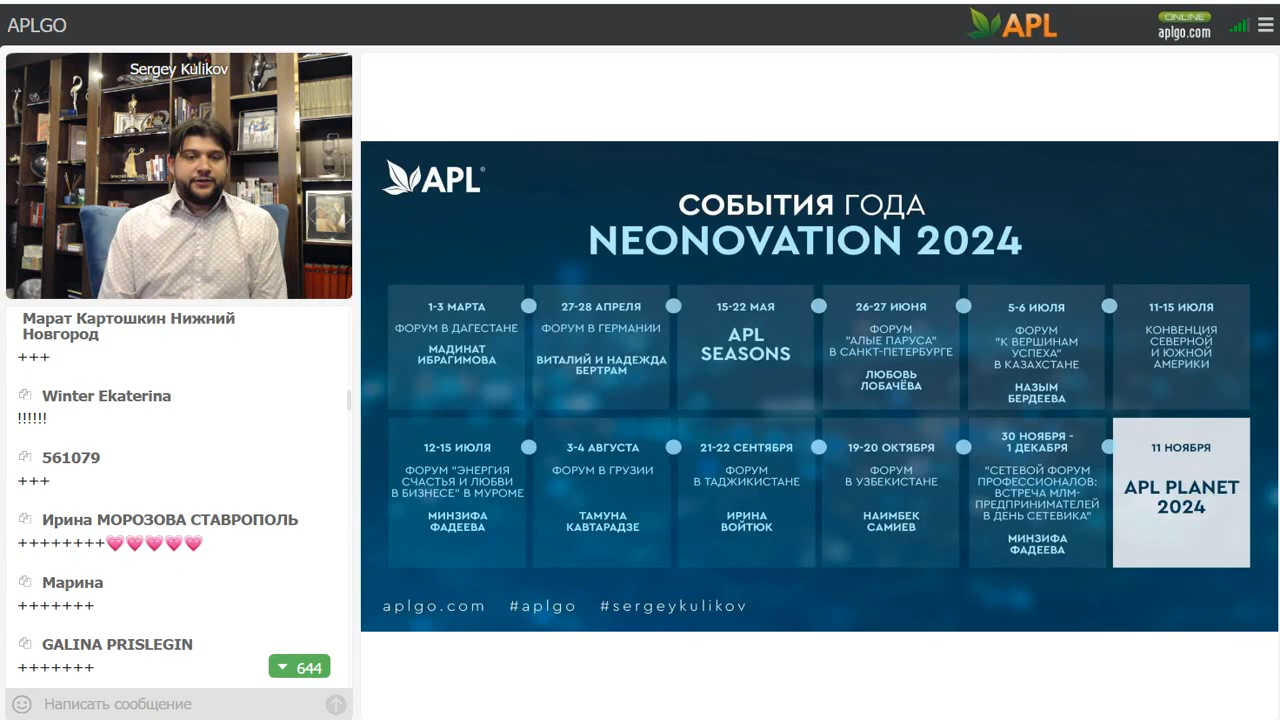 APLGO
APL
ONLINE
aplgo.com
Sergey Kulikov
Марат Картошкин Нижний
Новгород
+++
Winter Ekaterina
!!!!!!
561079
+++
Ирина МОРОЗОВА СТАВРОПОЛЬ
++++++++💗💗💗💗💗
Марина
+++++++
GALINA PRISLEGIN
+++++++
644
Написать сообщение
APL®
СОБЫТИЯ ГОДА
NEONOVATION 2024
1-3 МАРТА
ФОРУМ В ДАГЕСТАНЕ
МАДИНАТ
ИБРАГИМОВА
27-28 АПРЕЛЯ
ФОРУМ В ГЕРМАНИИ
ВИТАЛИЙ И НАДЕЖДА
БЕРТРАМ
15-22 МАЯ
APL
SEASONS
26-27 ИЮНЯ
ФОРУМ
"АЛЫЕ ПАРУСА"
В САНКТ-ПЕТЕРБУРГЕ
ЛЮБОВЬ
ЛОБАЧЁВА
5-6 ИЮЛЯ
ФОРУМ
"К ВЕРШИНАМ
УСПЕХА"
В КАЗАХСТАНЕ
НАЗЫМ
БЕРДЕЕВА
11-15 ИЮЛЯ
КОНВЕНЦИЯ
СЕВЕРНОЙ
И ЮЖНОЙ
АМЕРИКИ
12-15 ИЮЛЯ
ФОРУМ "ЭНЕРГИЯ
СЧАСТЬЯ И ЛЮБВИ
В БИЗНЕСЕ" В МУРОМЕ
МИНЗИФА
ФАДЕЕВА
3-4 АВГУСТА
ФОРУМ В ГРУЗИИ
ТАМУНА
КАВТАРАДЗЕ
21-22 СЕНТЯБРЯ
ФОРУМ
В ТАДЖИКИСТАНЕ
ИРИНА
ВОЙТЮК
19-20 ОКТЯБРЯ
ФОРУМ
В УЗБЕКИСТАНЕ
НАИМБЕК
САМИЕВ
30 НОЯБРЯ -
1 ДЕКАБРЯ
"СЕТЕВОЙ ФОРУМ
ПРОФЕССИОНАЛОВ:
ВСТРЕЧА МЛМ-
ПРЕДПРИНИМАТЕЛЕЙ
В ДЕНЬ СЕТЕВИКА"
МИНЗИФА
ФАДЕЕВА
11 НОЯБРЯ
APL PLANET
2024
aplgo.com #aplgo #sergeykulikov